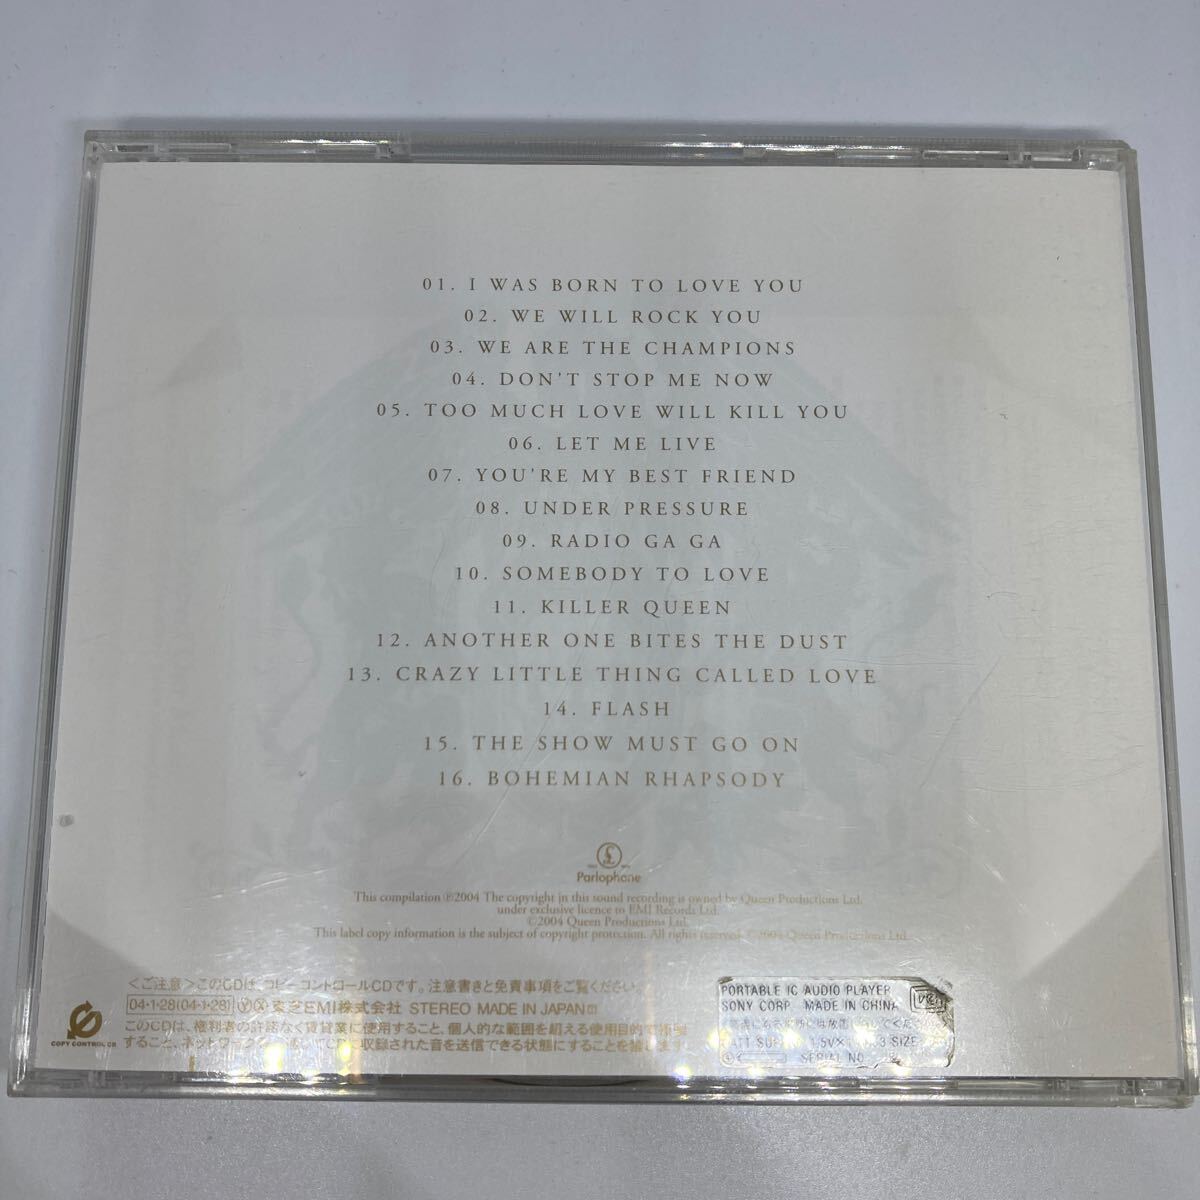 01. I WAS BORN TO LOVE YOU
02. WE WILL ROCK YOU
03. WE ARE THE CHAMPIONS
04. DON'T STOP ME NOW
05. TOO MUCH LOVE WILL KILL YOU
06. LET ME LIVE
07. YOU'RE MY BEST FRIEND
08. UNDER PRESSURE
09. RADIO GA GA
10. SOMEBODY TO LOVE
11. KILLER QUEEN
12. ANOTHER ONE BITES THE DUST
13. CRAZY LITTLE THING CALLED LOVE
14. FLASH
15. THE SHOW MUST GO ON
16. BOHEMIAN RHAPSODY
Parlophone
This compilation ℗2004 The copyright in this sound recording is owned by Queen Productions Ltd.
under exclusive licence to EMI Records Ltd.
©2004 Queen Productions Ltd.
This label copy information is the subject of copyright protection. All rights reserved. ©2004 Queen Productions Ltd.
<ご注意>このCDは、コピーコントロールCDです。注意書きと免責事項をご覧ください。
04・1・28(04・1・28) Ⓨ Ⓧ 東芝EMI株式会社 STEREO MADE IN JAPAN
このCDは、権利者の許諾なく賃貸業に使用すること、個人的な範囲を超える使用目的で
すること、ネットワーク CDに収録された音を送信できる状態にすることを禁じます
COPY CONTROL CD
PORTABLE IC AUDIO PLAYER
SONY CORP. MADE IN CHINA
1.5V SIZE
SERIAL NO.